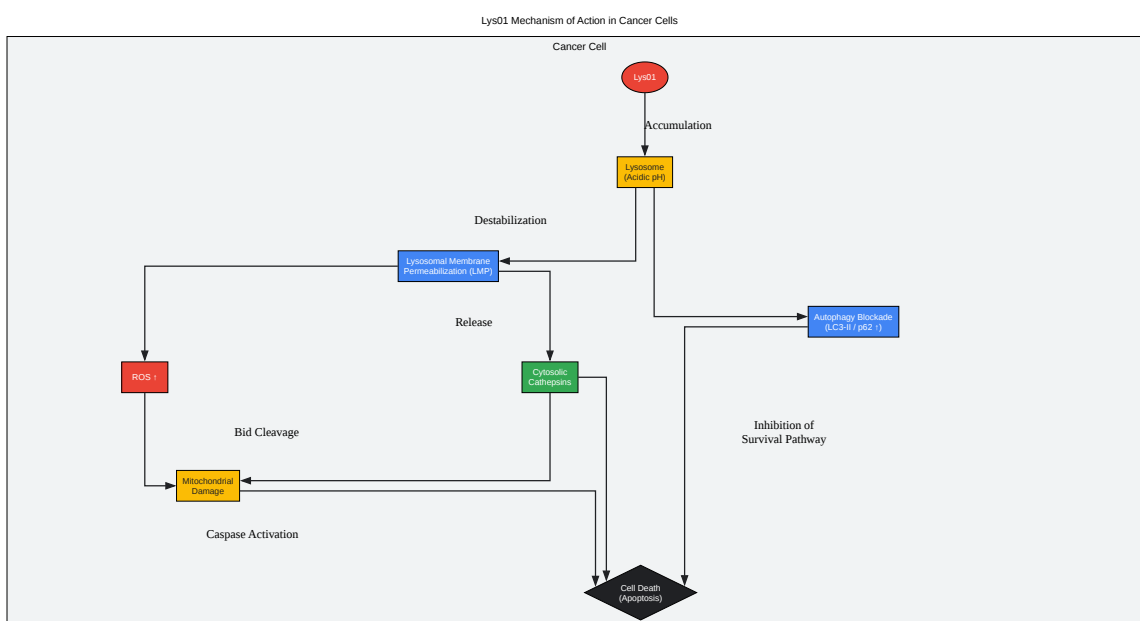 Lys01 Mechanism of Action in Cancer Cells
Cancer Cell
Lys01
Accumulation
Lysosome
(Acidic pH)
Destabilization
Lysosomal Membrane
Permeabilization (LMP)
Release
Autophagy Blockade
(LC3-II / p62 ↑)
ROS ↑
Cytosolic
Cathepsins
Bid Cleavage
Inhibition of
Survival Pathway
Mitochondrial
Damage
Caspase Activation
Cell Death
(Apoptosis)